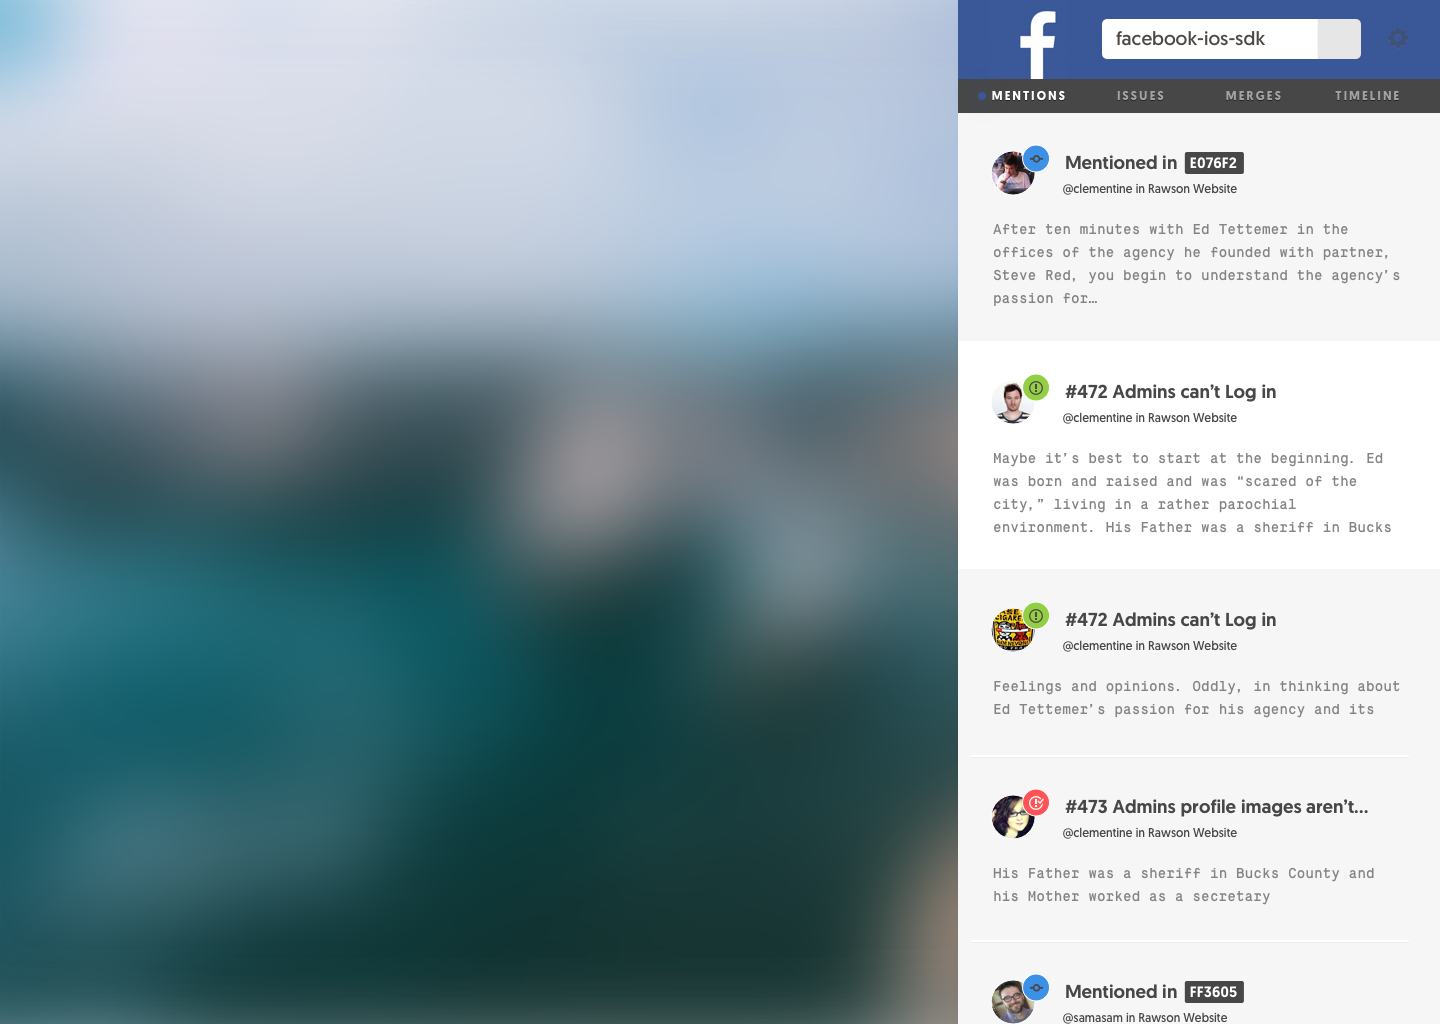 f
facebook-ios-sdk
MENTIONS ISSUES MERGES TIMELINE
Mentioned in E076F2
@clementine in Rawson Website
After ten minutes with Ed Tettemer in the
offices of the agency he founded with partner,
Steve Red, you begin to understand the agency’s
passion for…
#472 Admins can’t Log in
@clementine in Rawson Website
Maybe it’s best to start at the beginning. Ed
was born and raised and was “scared of the
city,” living in a rather parochial
environment. His Father was a sheriff in Bucks
#472 Admins can’t Log in
@clementine in Rawson Website
Feelings and opinions. Oddly, in thinking about
Ed Tettemer’s passion for his agency and its
#473 Admins profile images aren’t...
@clementine in Rawson Website
His Father was a sheriff in Bucks County and
his Mother worked as a secretary
Mentioned in FF3605
@samasam in Rawson Website